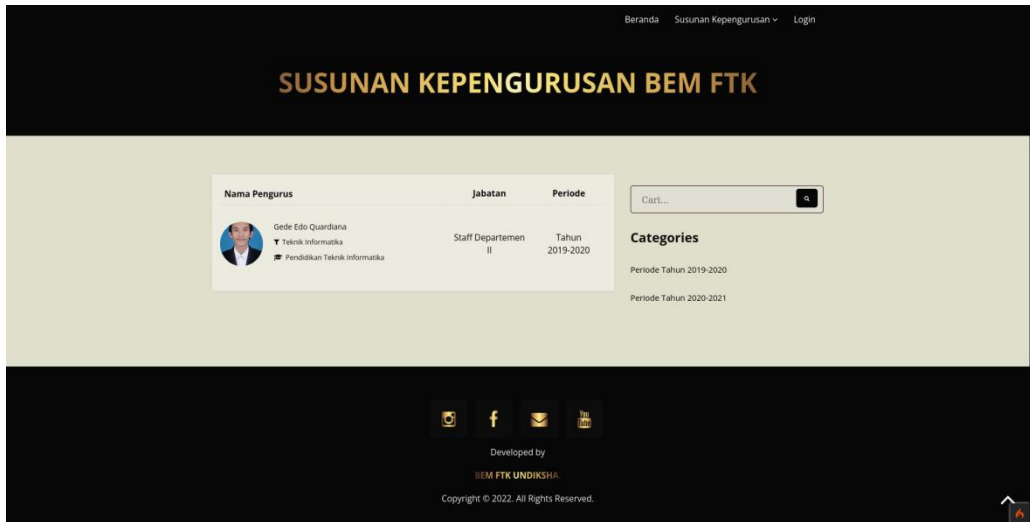 Beranda Susunan Kepengurusan Login
SUSUNAN KEPENGURUSAN BEM FTK
Nama Pengurus Jabatan Periode
Gede Edo Quardiana
Teknik Informatika
Pendidikan Teknik Informatika
Staff Departemen
II
Tahun
2019-2020
Cari...
Categories
Periode Tahun 2019-2020
Periode Tahun 2020-2021
You
Tube
Developed by
BEM FTK UNDIKSHA.
Copyright © 2022. All Rights Reserved.